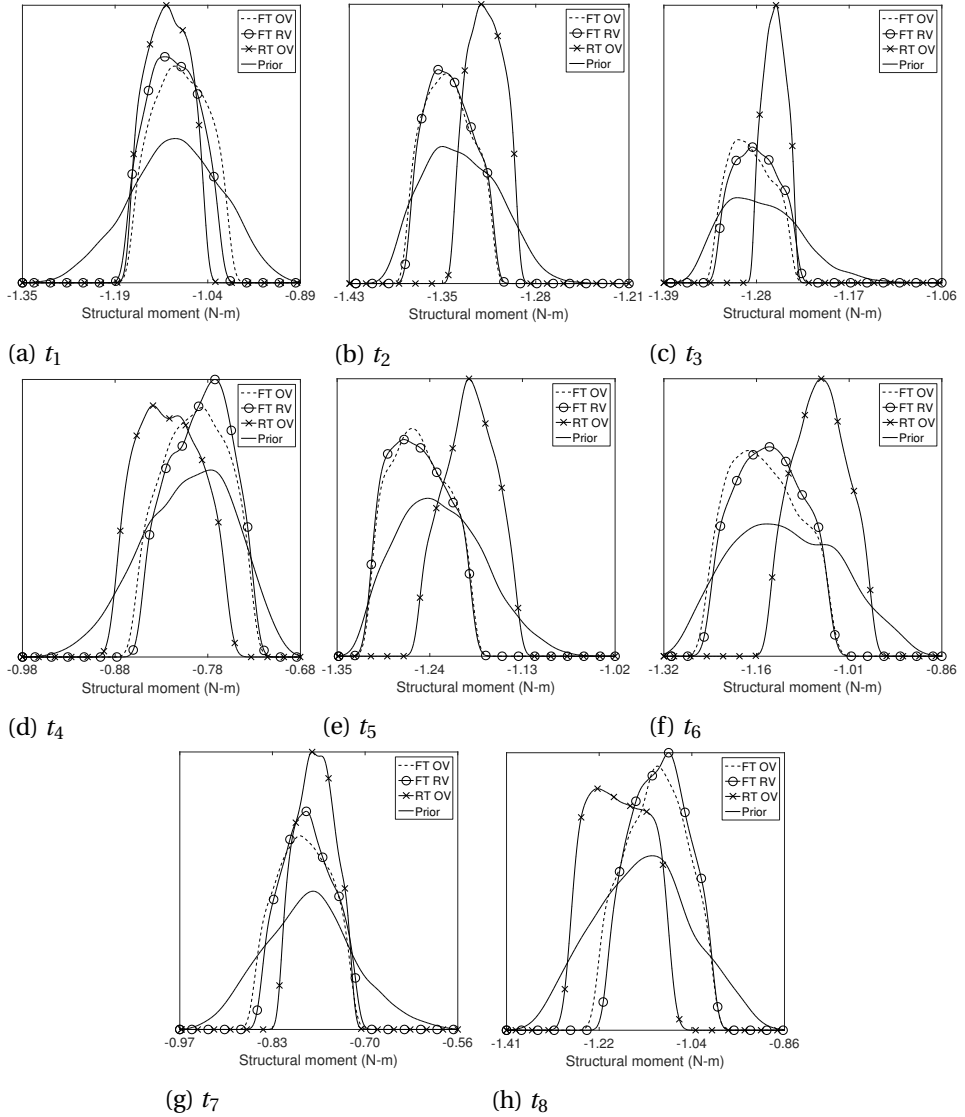 FT OV
FT RV
RT OV
Prior
-1.35 -1.19 -1.04 -0.89
Structural moment (N-m)
(a) t1
FT OV
FT RV
RT OV
Prior
-1.43 -1.35 -1.28 -1.21
Structural moment (N-m)
(b) t2
FT OV
FT RV
RT OV
Prior
-1.39 -1.28 -1.17 -1.06
Structural moment (N-m)
(c) t3
FT OV
FT RV
RT OV
Prior
-0.98 -0.88 -0.78 -0.68
Structural moment (N-m)
(d) t4
FT OV
FT RV
RT OV
Prior
-1.35 -1.24 -1.13 -1.02
Structural moment (N-m)
(e) t5
FT OV
FT RV
RT OV
Prior
-1.32 -1.16 -1.01 -0.86
Structural moment (N-m)
(f) t6
FT OV
FT RV
RT OV
Prior
-0.97 -0.83 -0.70 -0.56
Structural moment (N-m)
(g) t7
FT OV
FT RV
RT OV
Prior
-1.41 -1.22 -1.04 -0.86
Structural moment (N-m)
(h) t8